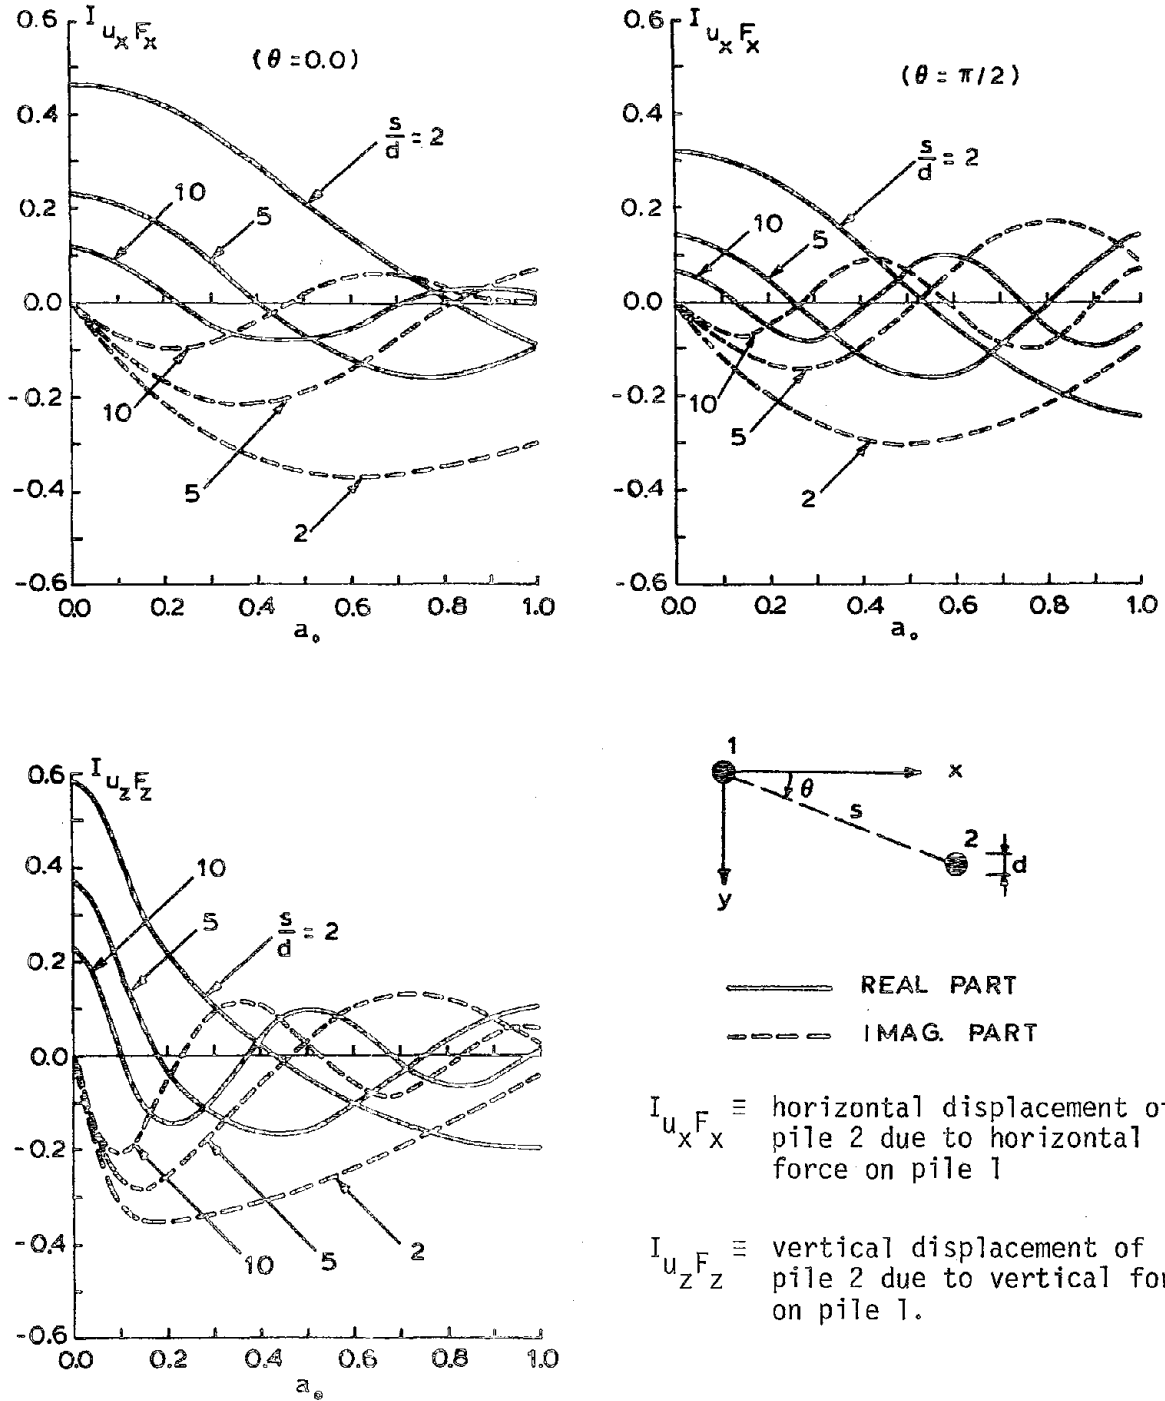 I u_x F_x
(θ = 0.0)
s/d = 2
10
5
10
5
2
0.6
0.4
0.2
0.0
-0.2
-0.4
-0.6
0.0 0.2 0.4 0.6 0.8 1.0
a₀
I u_x F_x
(θ = π/2)
s/d = 2
10
5
10
5
2
0.6
0.4
0.2
0.0
-0.2
-0.4
-0.6
0.0 0.2 0.4 0.6 0.8 1.0
a₀
I u_z F_z
10
5
s/d = 2
10
5
2
0.6
0.4
0.2
0.0
-0.2
-0.4
-0.6
0.0 0.2 0.4 0.6 0.8 1.0
a₀
1
x
θ
s
2
d
y
REAL PART
IMAG. PART
I u_x F_x ≡ horizontal displacement o
pile 2 due to horizontal
force on pile 1
I u_z F_z ≡ vertical displacement of
pile 2 due to vertical fo
on pile 1.